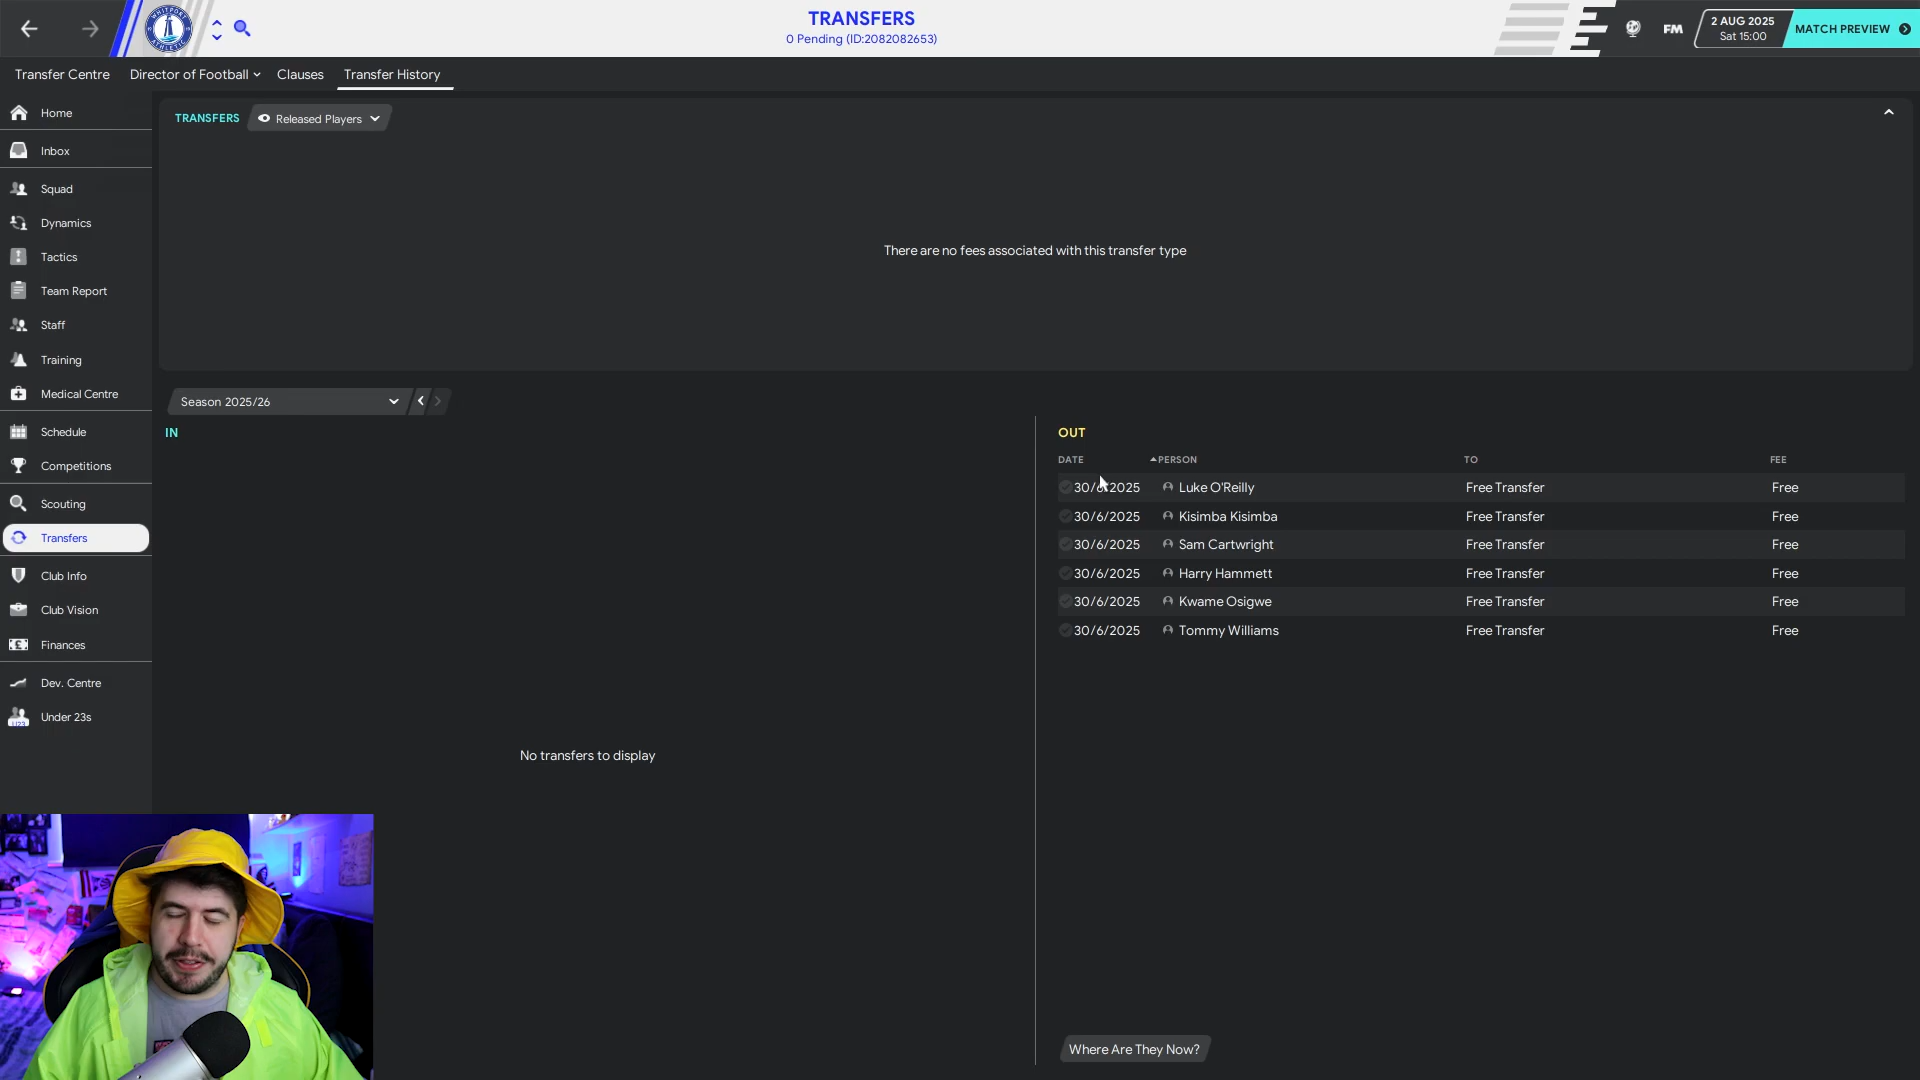 WHITPORT
ATHLETIC
TRANSFERS
0 Pending (ID:2082082653)
FM
2 AUG 2025
Sat 15:00
MATCH PREVIEW
Transfer Centre
Director of Football
Clauses
Transfer History
Home
Inbox
Squad
Dynamics
Tactics
Team Report
Staff
Training
Medical Centre
Schedule
Competitions
Scouting
Transfers
Club Info
Club Vision
Finances
Dev. Centre
U23
Under 23s
TRANSFERS
Released Players
There are no fees associated with this transfer type
Season 2025/26
IN
No transfers to display
OUT
DATE PERSON TO FEE
30/6/2025 Luke O'Reilly Free Transfer Free
30/6/2025 Kisimba Kisimba Free Transfer Free
30/6/2025 Sam Cartwright Free Transfer Free
30/6/2025 Harry Hammett Free Transfer Free
30/6/2025 Kwame Osigwe Free Transfer Free
30/6/2025 Tommy Williams Free Transfer Free
Where Are They Now?